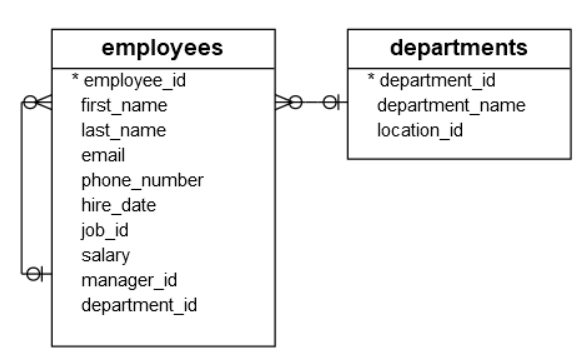 employees
* employee_id
first_name
last_name
email
phone_number
hire_date
job_id
salary
manager_id
department_id
departments
* department_id
department_name
location_id